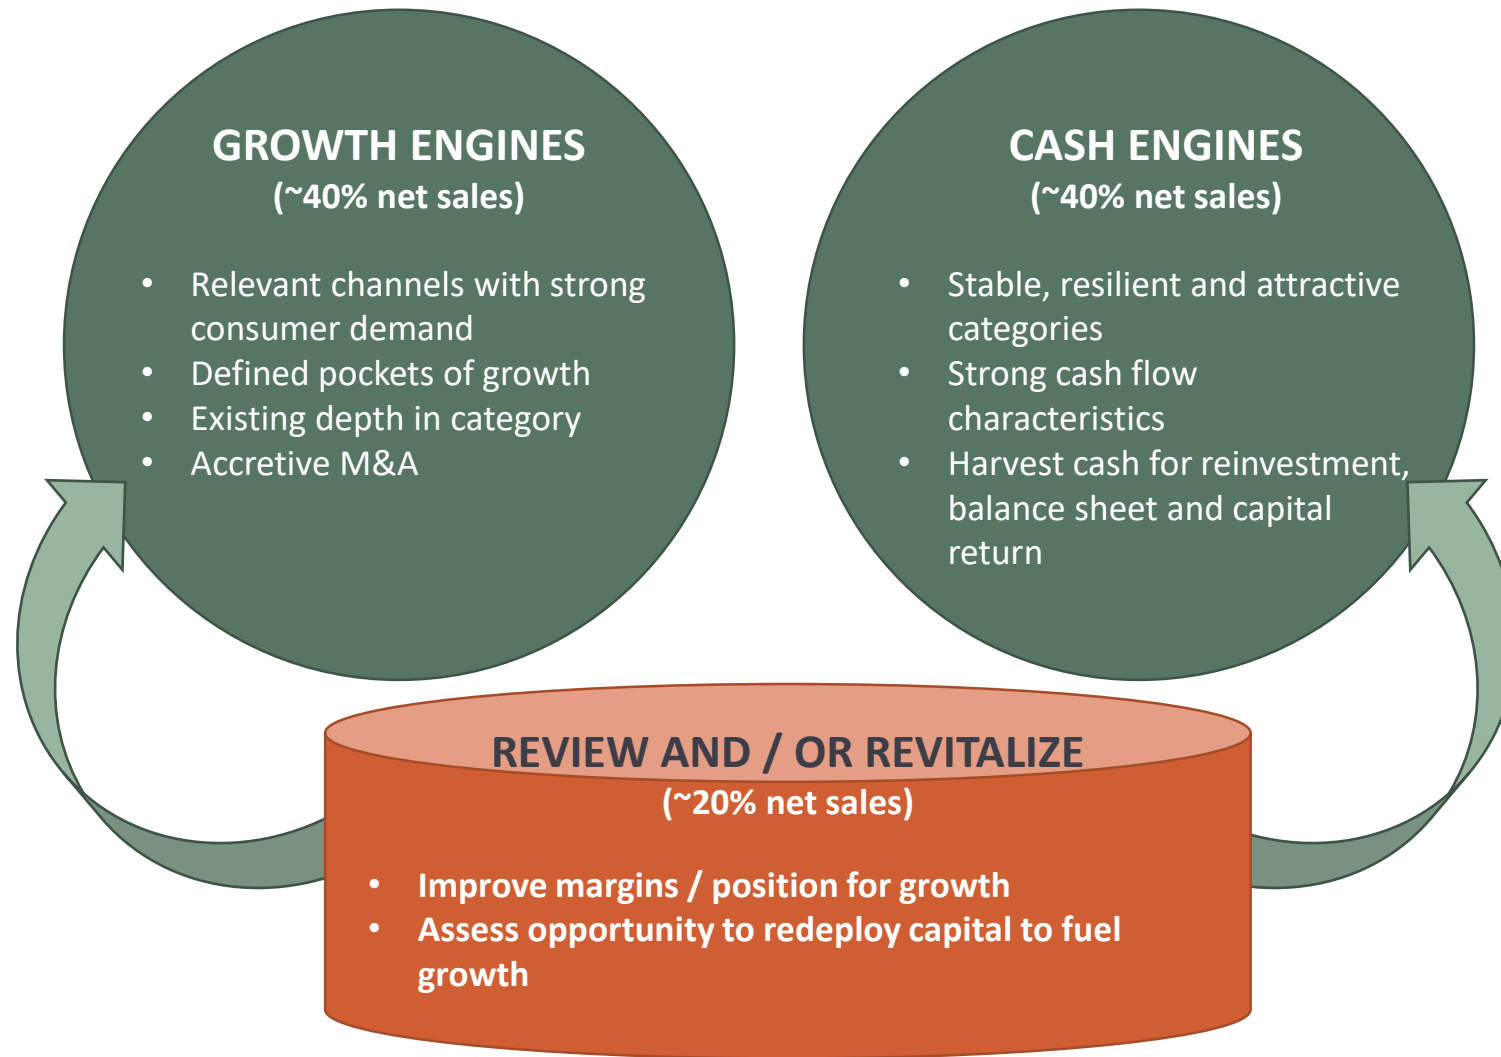 GROWTH ENGINES
(~40% net sales)
• Relevant channels with strong
consumer demand
• Defined pockets of growth
• Existing depth in category
• Accretive M&A
CASH ENGINES
(~40% net sales)
• Stable, resilient and attractive
categories
• Strong cash flow
characteristics
• Harvest cash for reinvestment,
balance sheet and capital
return
REVIEW AND / OR REVITALIZE
(~20% net sales)
• Improve margins / position for growth
• Assess opportunity to redeploy capital to fuel
growth